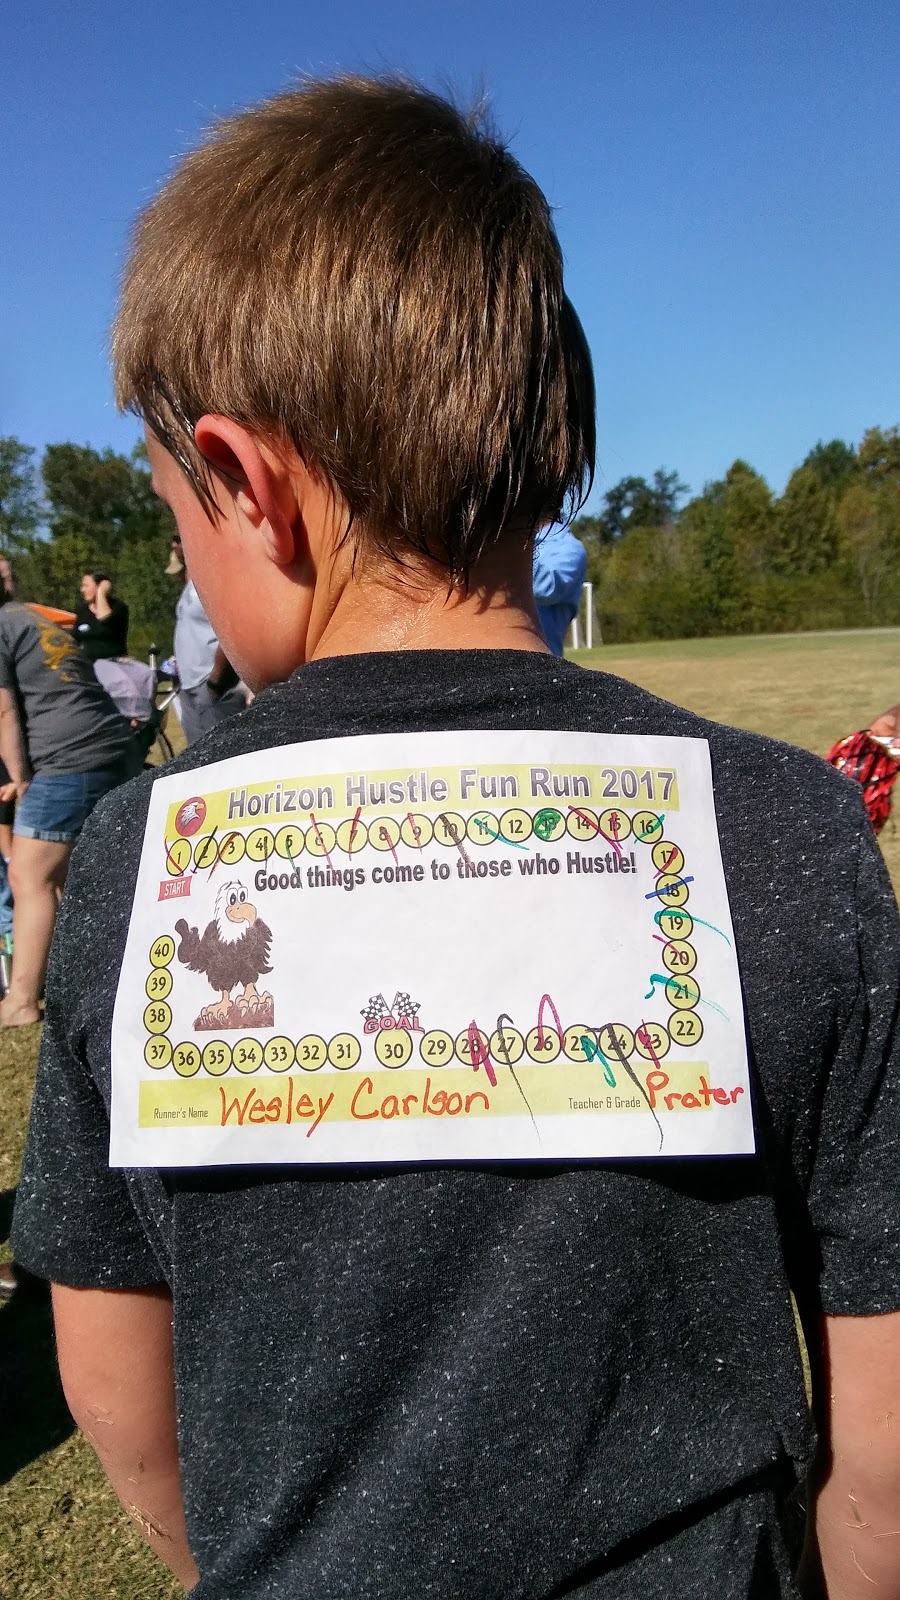 Horizon Hustle Fun Run 2017
1 2 3 4 5 6 7 8 9 10 11 12 13 14 15 16
START
Good things come to those who Hustle!
17
18
19
20
21
22
40
39
38
37 36 35 34 33 32 31 30 29 28 27 26 25 24 23
GOAL
Runner's Name Wesley Carlson Teacher & Grade Prater